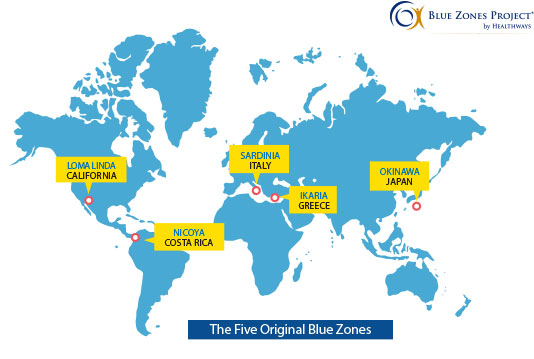 BLUE ZONES PROJECT®
BY HEALTHWAYS
LOMA LINDA
CALIFORNIA
SARDINIA
ITALY
OKINAWA
JAPAN
IKARIA
GREECE
NICOYA
COSTA RICA
The Five Original Blue Zones